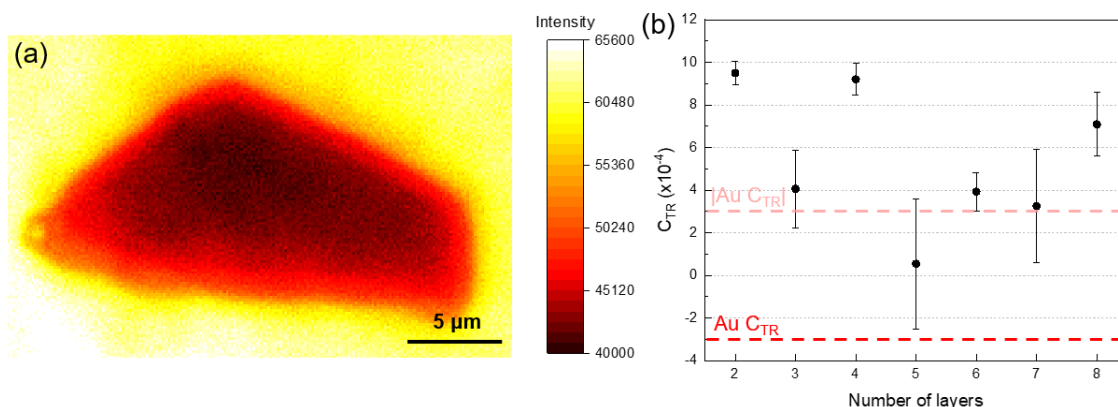 (a)
5 μm
Intensity
65600
60480
55360
50240
45120
40000
(b)
12
10
8
6
4
2
0
-2
-4
C_TR (x10^-4)
|Au C_TR|
Au C_TR
2 3 4 5 6 7 8
Number of layers